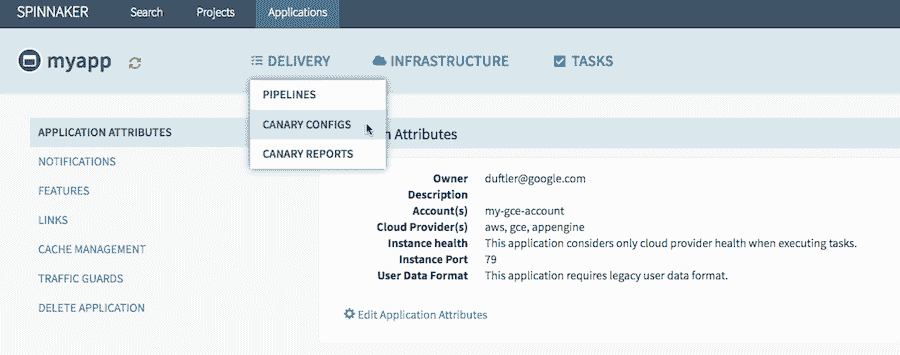 SPINNAKER Search Projects Applications
myapp DELIVERY INFRASTRUCTURE TASKS
PIPELINES
CANARY CONFIGS
CANARY REPORTS
APPLICATION ATTRIBUTES
NOTIFICATIONS
FEATURES
LINKS
CACHE MANAGEMENT
TRAFFIC GUARDS
DELETE APPLICATION
Attributes
Owner duftler@google.com
Description
Account(s) my-gce-account
Cloud Provider(s) aws, gce, appengine
Instance health This application considers only cloud provider health when executing tasks.
Instance Port 79
User Data Format This application requires legacy user data format.
Edit Application Attributes